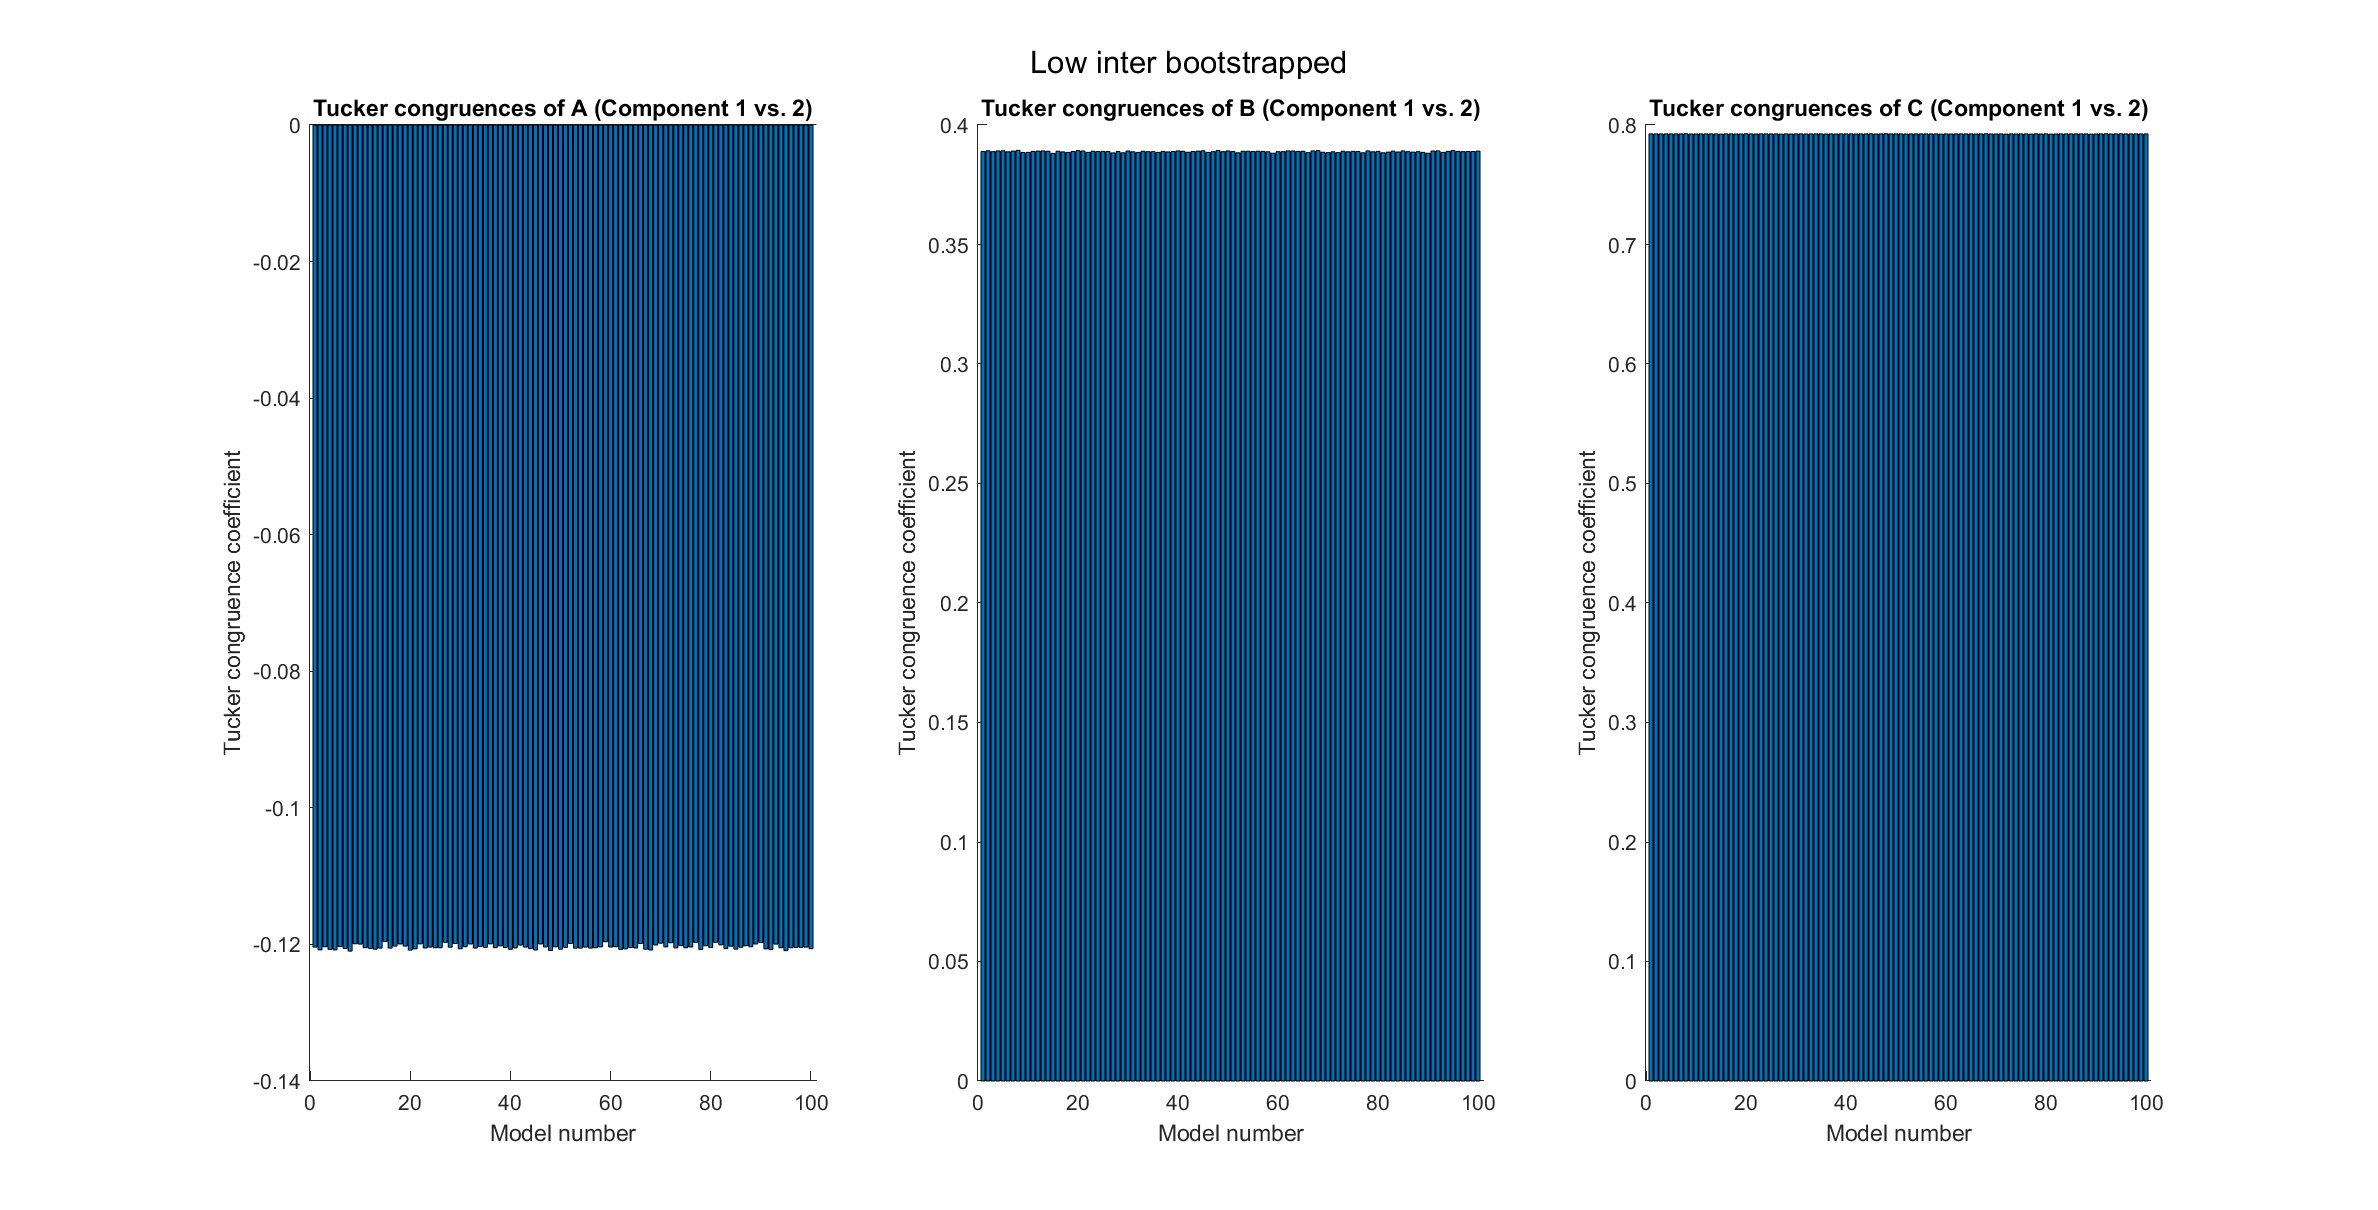 Low inter bootstrapped
Tucker congruences of A (Component 1 vs. 2)
0
-0.02
-0.04
-0.06
-0.08
-0.1
-0.12
-0.14
Tucker congruence coefficient
0 20 40 60 80 100
Model number
Tucker congruences of B (Component 1 vs. 2)
0.4
0.35
0.3
0.25
0.2
0.15
0.1
0.05
0
Tucker congruence coefficient
0 20 40 60 80 100
Model number
Tucker congruences of C (Component 1 vs. 2)
0.8
0.7
0.6
0.5
0.4
0.3
0.2
0.1
0
Tucker congruence coefficient
0 20 40 60 80 100
Model number